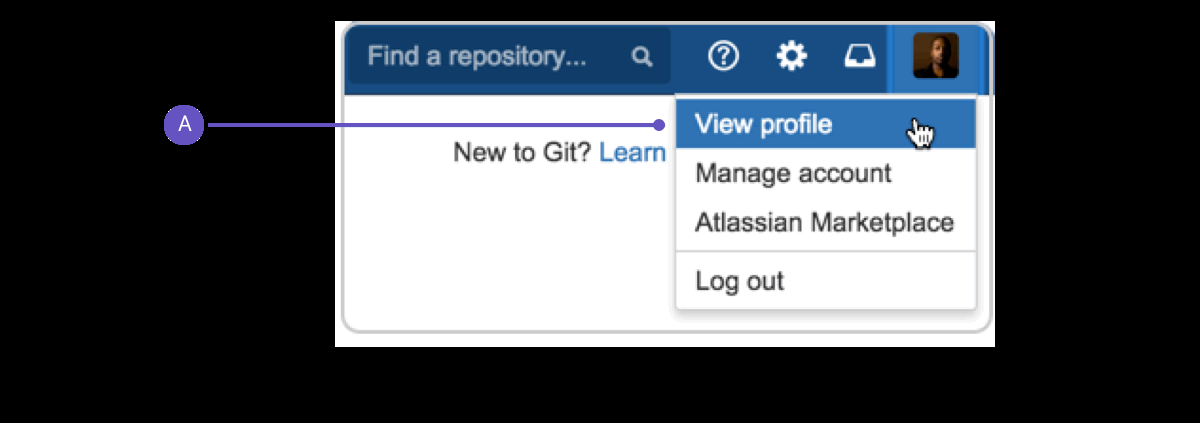 Find a repository...
A
View profile
New to Git? Learn
Manage account
Atlassian Marketplace
Log out